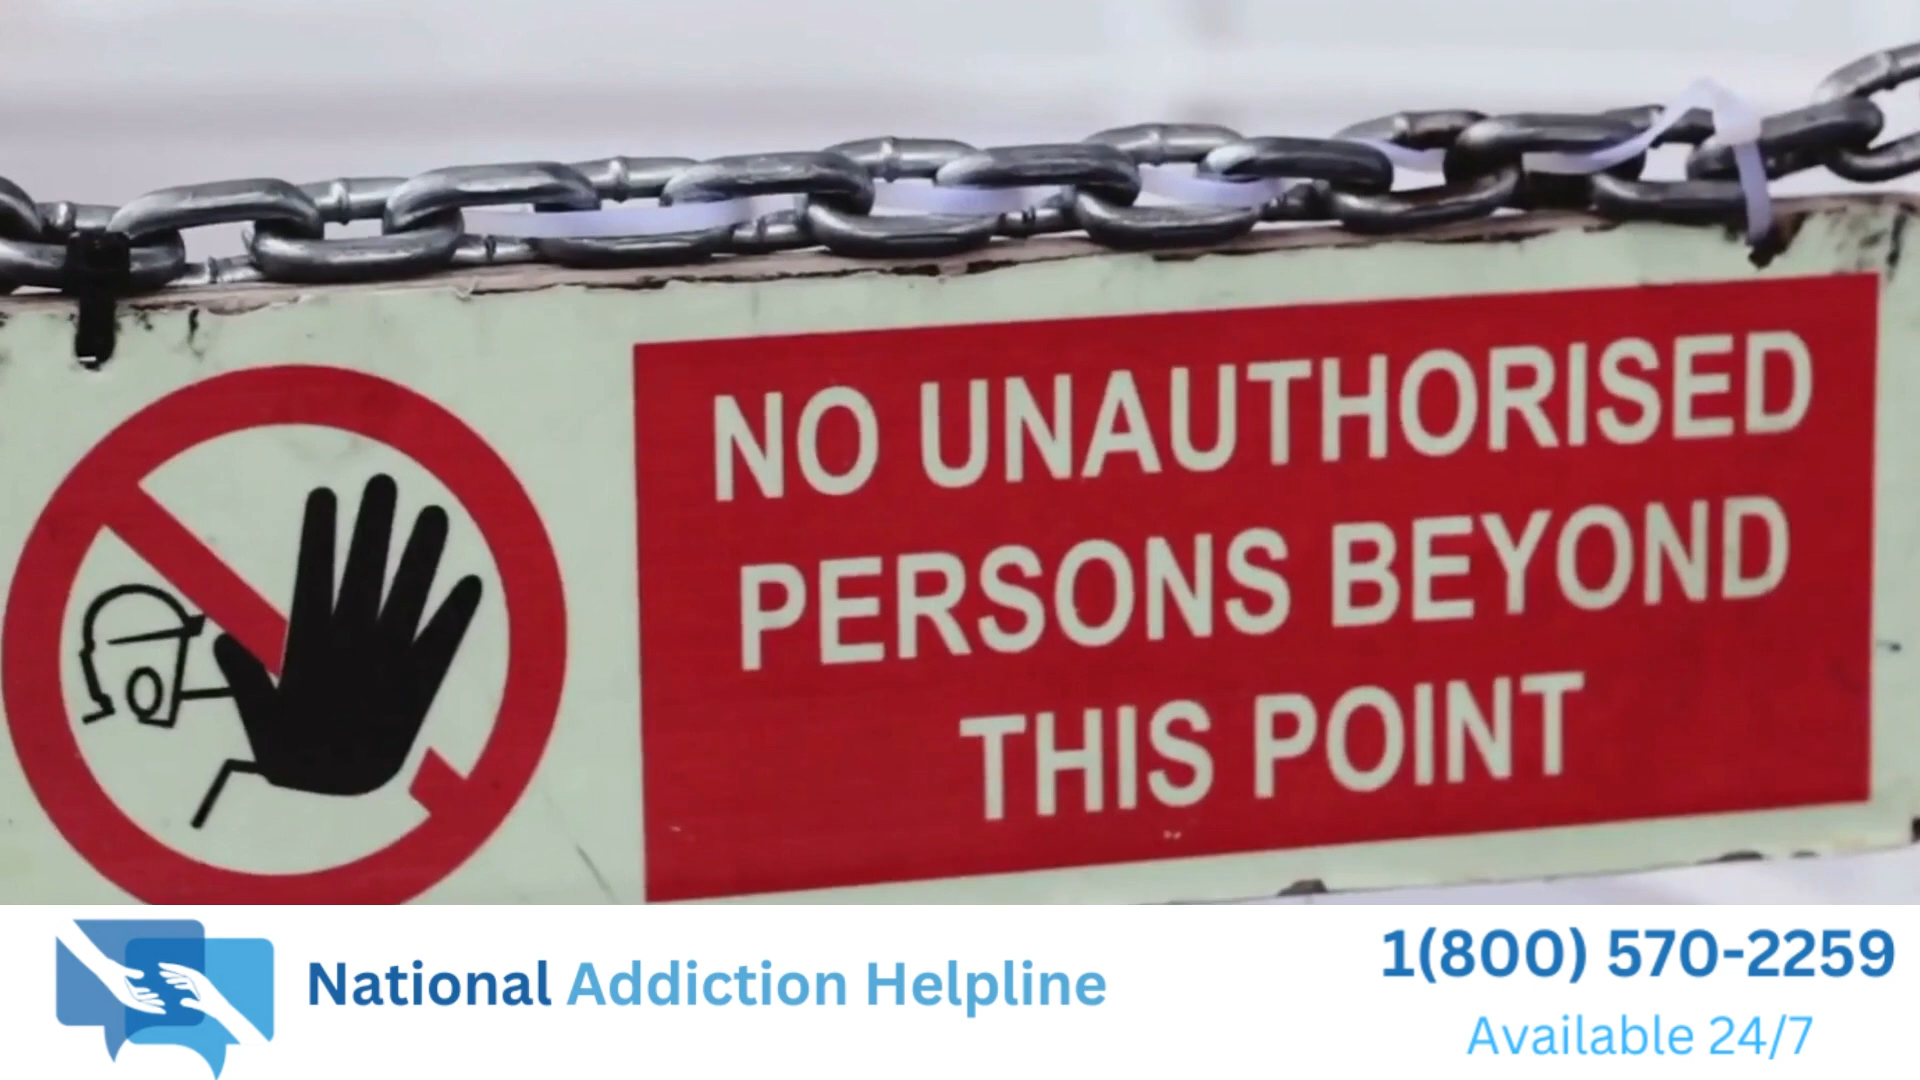 NO UNAUTHORISED
PERSONS BEYOND
THIS POINT
National Addiction Helpline
1(800) 570-2259
Available 24/7